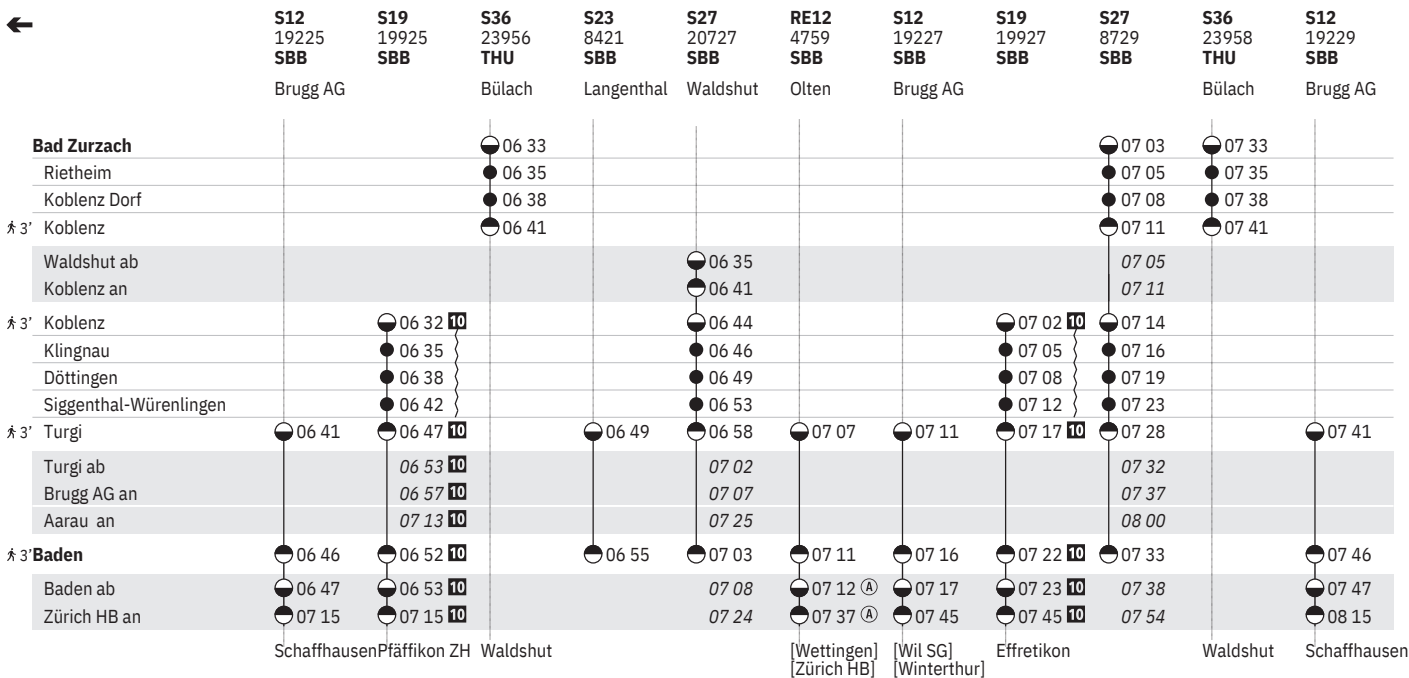 S12 S19 S36 S23 S27 RE12 S12 S19 S27 S36 S12
19225 19925 23956 8421 20727 4759 19227 19927 8729 23958 19229
SBB SBB THU SBB SBB SBB SBB SBB SBB THU SBB
Brugg AG Bülach Langenthal Waldshut Olten Brugg AG Bülach Brugg AG
Bad Zurzach 06 33 07 03 07 33
Rietheim 06 35 07 05 07 35
Koblenz Dorf 06 38 07 08 07 38
3' Koblenz 06 41 07 11 07 41
Waldshut ab 06 35 07 05
Koblenz an 06 41 07 11
3' Koblenz 06 32 10 06 44 07 02 10 07 14
Klingnau 06 35 06 46 07 05 07 16
Döttingen 06 38 06 49 07 08 07 19
Siggenthal-Würenlingen 06 42 06 53 07 12 07 23
3' Turgi 06 41 06 47 10 06 49 06 58 07 07 07 11 07 17 10 07 28 07 41
Turgi ab 06 53 10 07 02 07 32
Brugg AG an 06 57 10 07 07 07 37
Aarau an 07 13 10 07 25 08 00
3' Baden 06 46 06 52 10 06 55 07 03 07 11 07 16 07 22 10 07 33 07 46
Baden ab 06 47 06 53 10 07 08 07 12 Ⓐ 07 17 07 23 10 07 38 07 47
Zürich HB an 07 15 07 15 10 07 24 07 37 Ⓐ 07 45 07 45 10 07 54 08 15
Schaffhausen Pfäffikon ZH Waldshut [Wettingen] [Wil SG] Effretikon Waldshut Schaffhausen
[Zürich HB] [Winterthur]